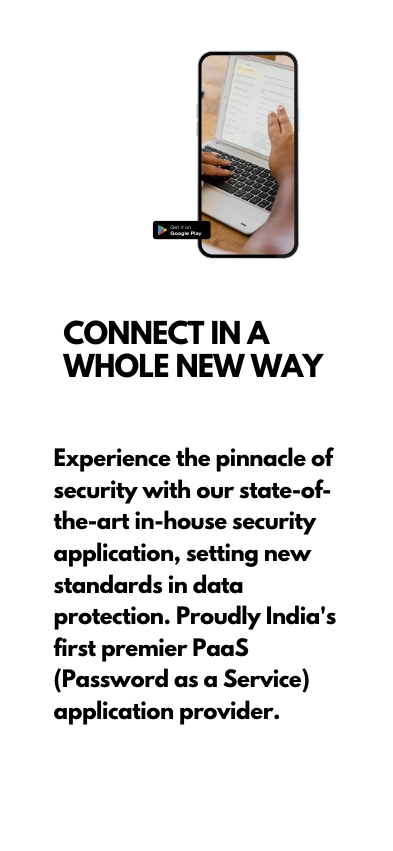 Get it on
Google Play
CONNECT IN A
WHOLE NEW WAY
Experience the pinnacle of
security with our state-of-
the-art in-house security
application, setting new
standards in data
protection. Proudly India's
first premier PaaS
(Password as a Service)
application provider.